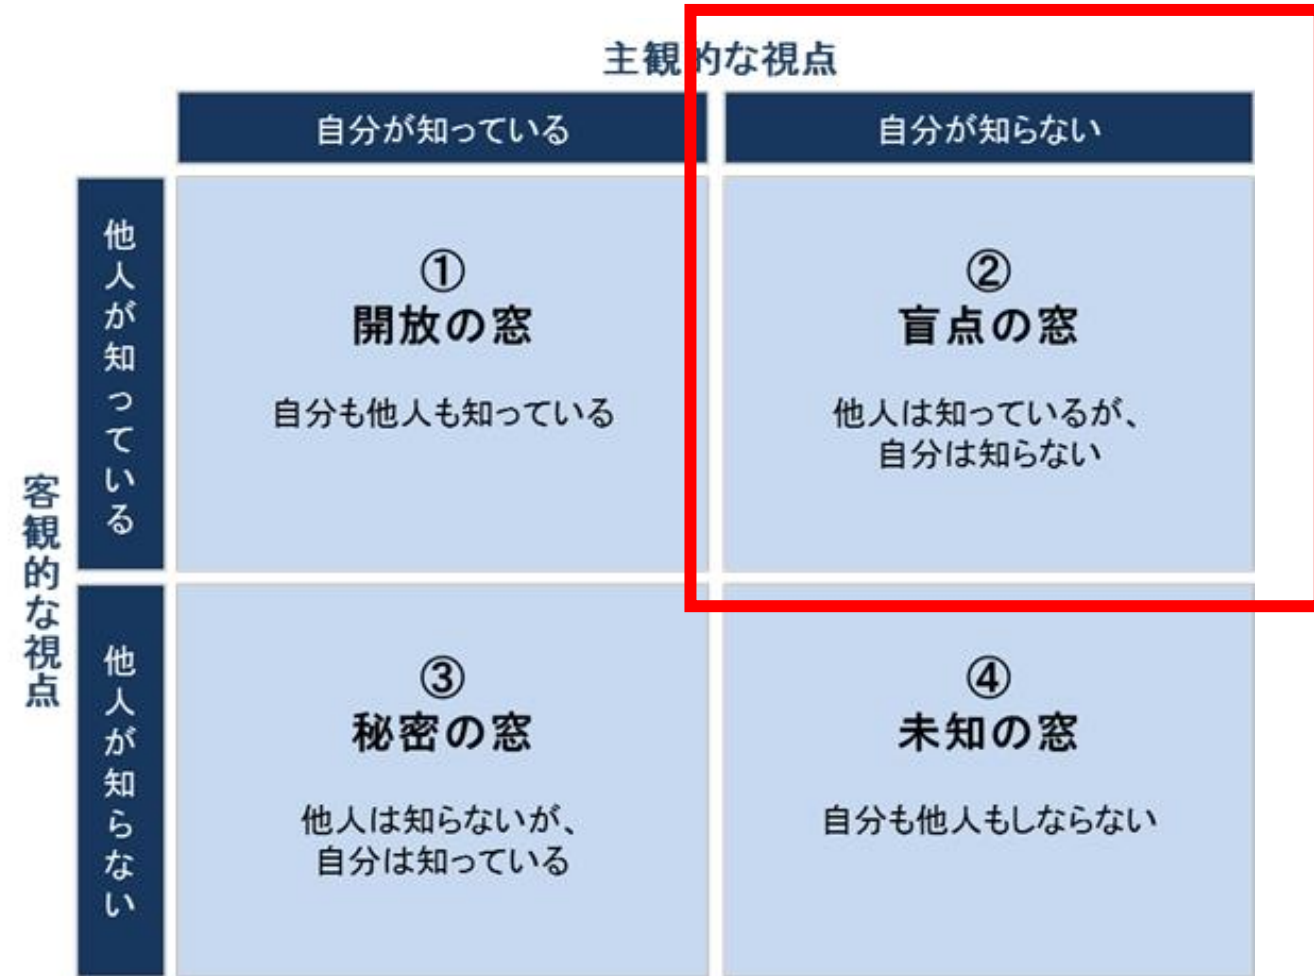 主観的な視点
自分が知っている
自分が知らない
客観的な視点
他人が知っている
①
開放の窓
自分も他人も知っている
②
盲点の窓
他人は知っているが、
自分は知らない
他人が知らない
③
秘密の窓
他人は知らないが、
自分は知っている
④
未知の窓
自分も他人もしならない